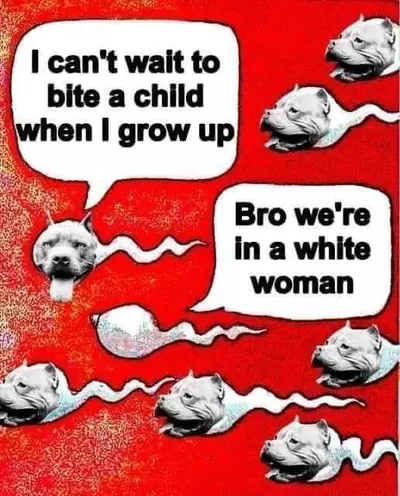 I can't wait to
bite a child
when I grow up
Bro we're
in a white
woman